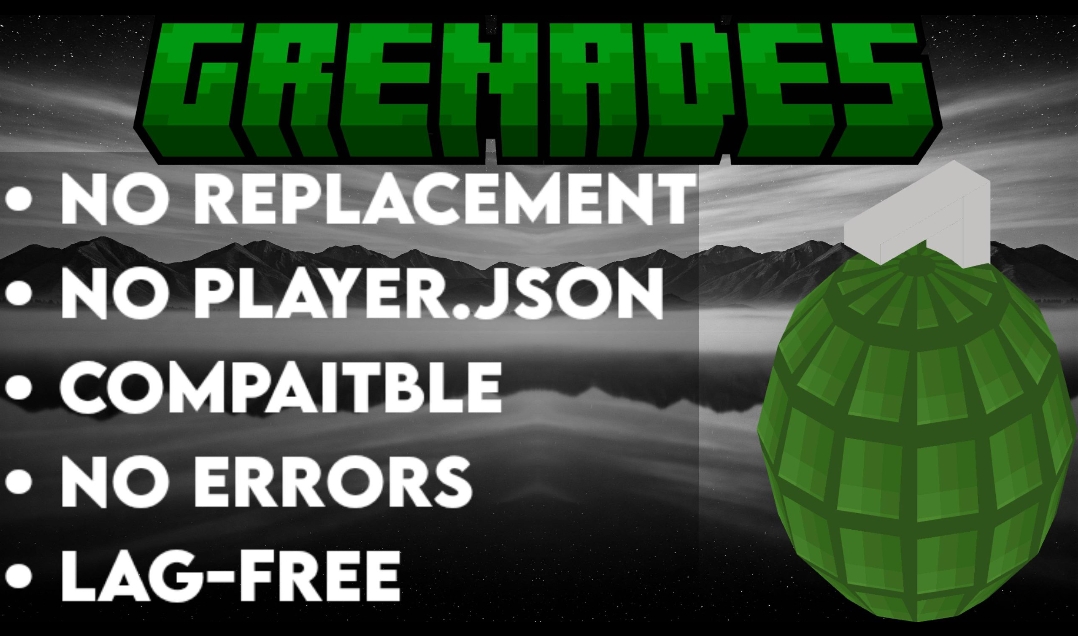 GRENADES
• NO REPLACEMENT
• NO PLAYER.JSON
• COMPAITBLE
• NO ERRORS
• LAG-FREE